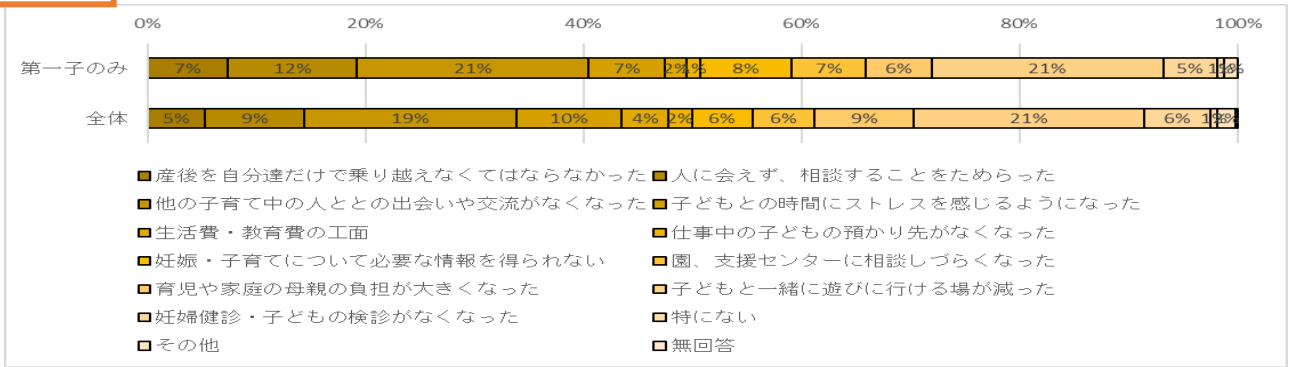 0% 20% 40% 60% 80% 100%
第一子のみ 7% 12% 21% 7% 2% 1% 8% 7% 6% 21% 5% 1%
全体 5% 9% 19% 10% 4% 2% 6% 6% 9% 21% 6% 1%
産後を自分達だけで乗り越えなくてはならなかった 人に会えず、相談することをためらった
他の子育て中の人ととの出会いや交流がなくなった 子どもとの時間にストレスを感じるようになった
生活費・教育費の工面 仕事中の子どもの預かり先がなくなった
妊娠・子育てについて必要な情報を得られない 園、支援センターに相談しづらくなった
育児や家庭の母親の負担が大きくなった 子どもと一緒に遊びに行ける場が減った
妊婦健診・子どもの検診がなくなった 特にない
その他 無回答